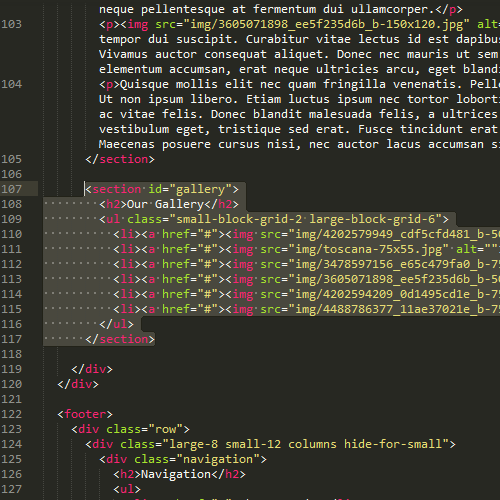 neque pellentesque at fermentum dui ullamcorper.</p>
103 <p><img src="img/3605071898_ee5f235d6b_b-150x120.jpg" alt
tempor dui suscipit. Curabitur vitae lectus id est dapibus
Vivamus auctor consequat aliquet. Donec nec mauris ut sem
elementum accumsan, erat neque ultricies arcu, eget blandi
104 <p>Quisque mollis elit nec quam fringilla venenatis. Pelle
Ut non ipsum libero. Etiam luctus ipsum nec tortor loborti
ac vitae felis. Donec blandit malesuada felis, a ultrices
vestibulum eget, tristique sed erat. Fusce tincidunt erat
Maecenas posuere cursus nisi, nec auctor lacus accumsan si
105 </section>
106
107 <section id="gallery">
108 <h2>Our Gallery</h2>
109 <ul class="small-block-grid-2 large-block-grid-6">
110 <li><a href="#"><img src="img/4202579949_cdf5cfd481_b-50
111 <li><a href="#"><img src="img/toscana-75x55.jpg" alt=""
112 <li><a href="#"><img src="img/3478597156_e65c479fa0_b-75
113 <li><a href="#"><img src="img/3605071898_ee5f235d6b_b-50
114 <li><a href="#"><img src="img/4202594209_0d1495cd1e_b-75
115 <li><a href="#"><img src="img/4488786377_11ae37021e_b-75
116 </ul>
117 </section>
118
119 </div>
120 </div>
121
122 <footer>
123 <div class="row">
124 <div class="large-8 small-12 columns hide-for-small">
125 <div class="navigation">
126 <h2>Navigation</h2>
127 <ul>